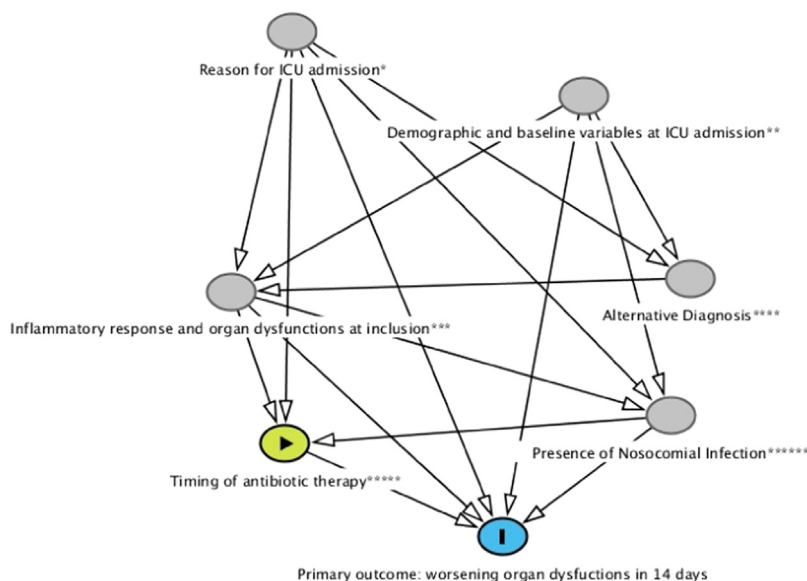 Reason for ICU admission*
Demographic and baseline variables at ICU admission**
Alternative Diagnosis****
Inflammatory response and organ dysfunctions at inclusion***
Presence of Nosocomial Infection******
Timing of antibiotic therapy*****
Primary outcome: worsening organ dysfuctions in 14 days